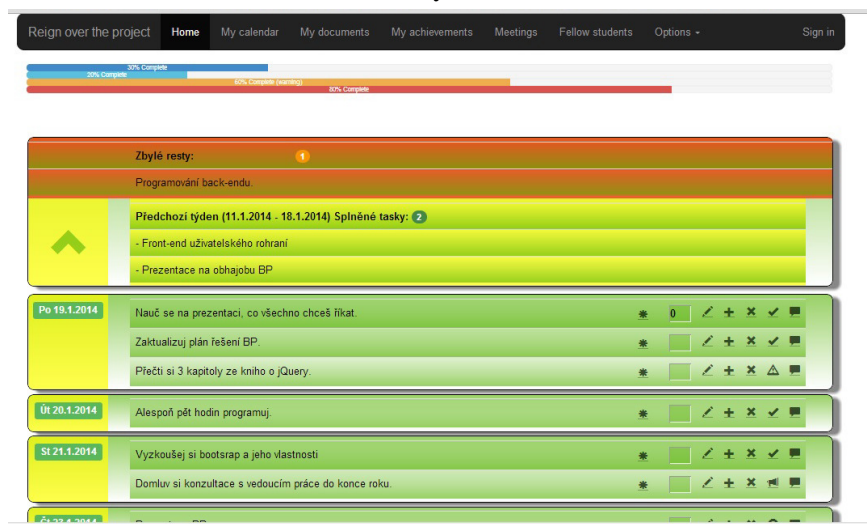 Reign over the project Home My calendar My documents My achievements Meetings Fellow students Options Sign in
30% Complete
20% Complete
60% Complete (warning)
80% Complete
Zbylé resty: 1
Programování back-endu.
Předchozí týden (11.1.2014 - 18.1.2014) Splněné tasky: 2
- Front-end uživatelského rohraní
- Prezentace na obhajobu BP
Po 19.1.2014 Nauč se na prezentaci, co všechno chceš říkat. 0
Zaktualizuj plán řešení BP.
Přečti si 3 kapitoly ze kniho o jQuery.
Út 20.1.2014 Alespoň pět hodin programuj.
St 21.1.2014 Vyzkoušej si bootsrap a jeho vlastnosti
Domluv si konzultace s vedoucím práce do konce roku.